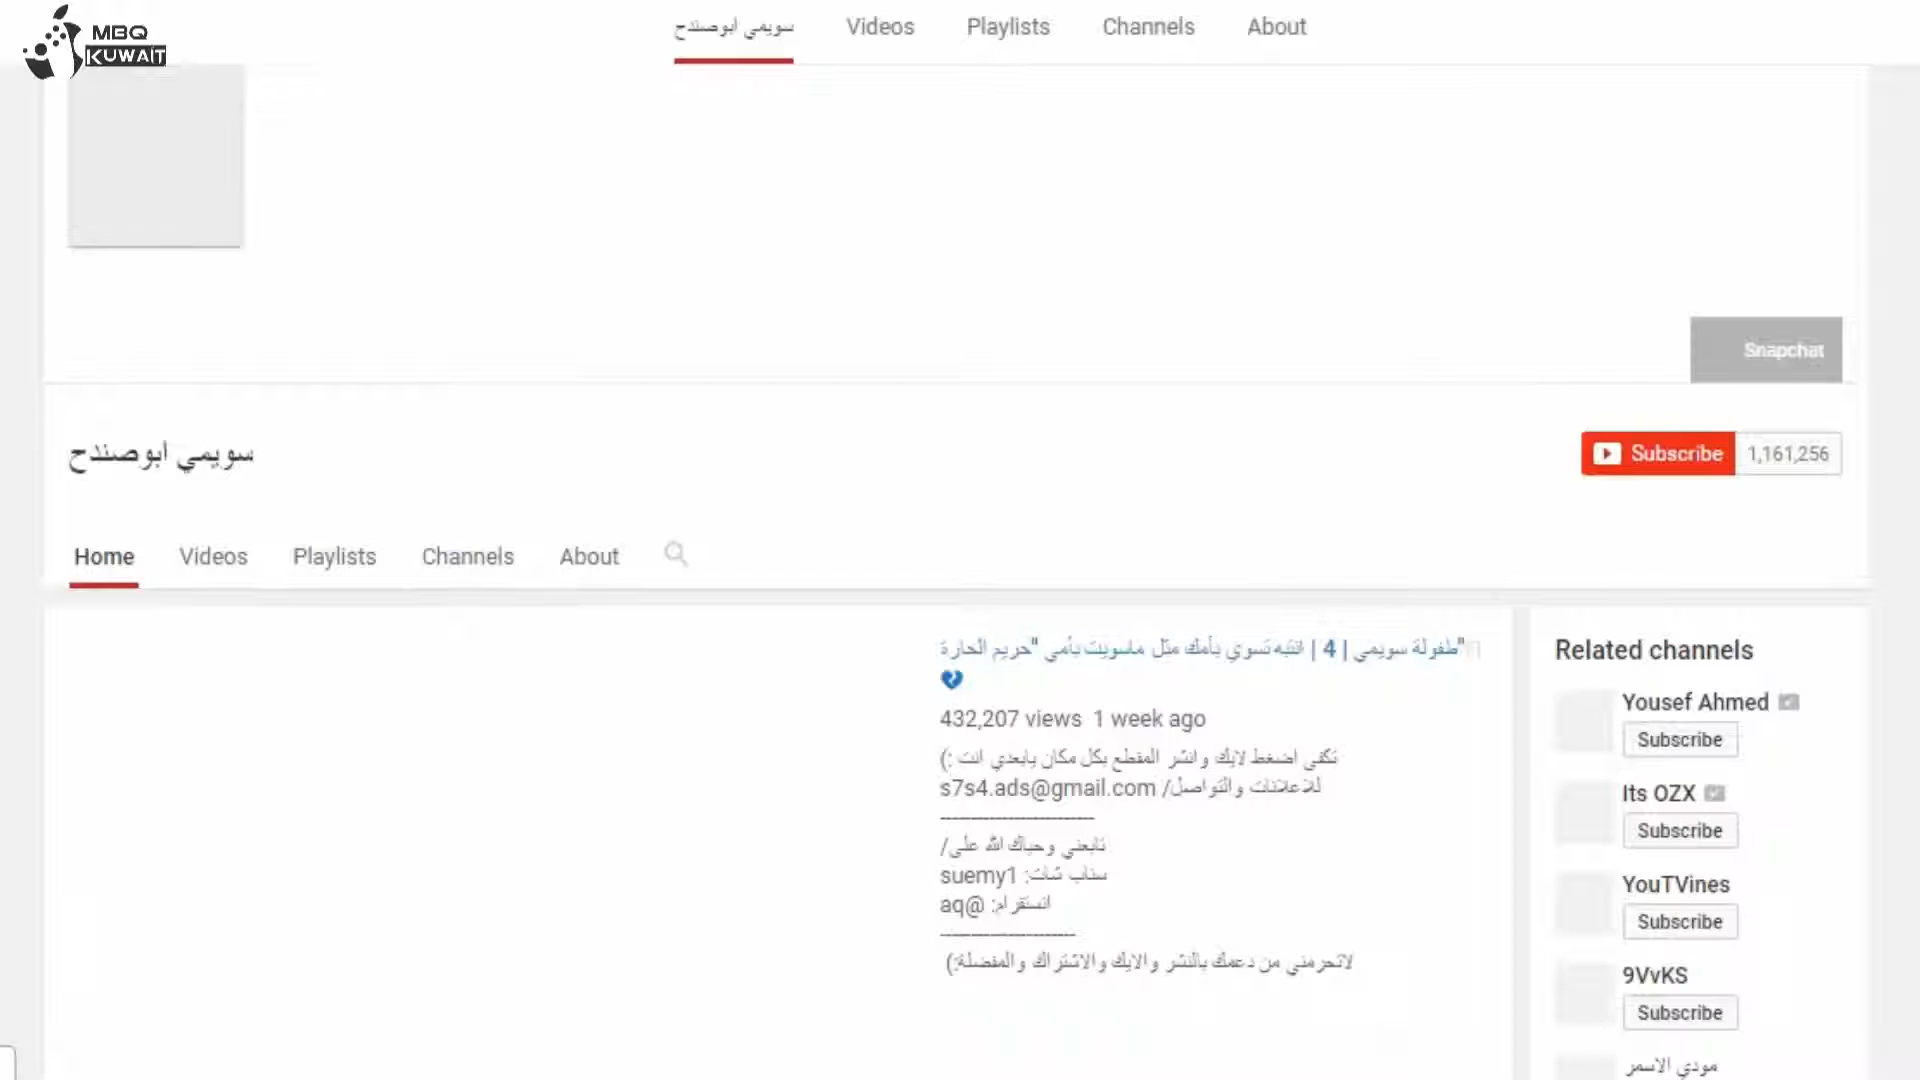 MBQ
KUWAIT
سويمي ابوصندح Videos Playlists Channels About
Snapchat
سويمي ابوصندح
Subscribe 1,161,256
Home Videos Playlists Channels About
"طفولة سويمي | 4 | انتبه تسوي بأمك مثل ماسويت بأمي "حريم الحارة
💔
432,207 views 1 week ago
تكفى اضغط لايك وانشر المقطع بكل مكان يابعدي انت :)
للاعلانات والتواصل/ s7s4.ads@gmail.com
----------------------------
تابعني وحياك الله على/
سناب شات: suemy1
انستقرام: @aq
-------------------------
لاتحرمني من دعمك بالنشر والايك والاشتراك والمفضلة:)
Related channels
Yousef Ahmed
Subscribe
Its OZX
Subscribe
YouTVines
Subscribe
9VvKS
Subscribe
مودي الاسمر